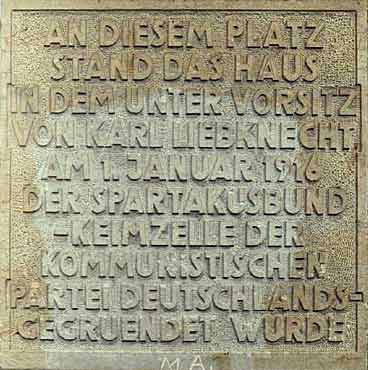 AN DIESEM PLATZ
STAND DAS HAUS
IN DEM UNTER VORSITZ
VON KARL LIEBKNECHT
AM 1. JANUAR 1916
DER SPARTAKUSBUND
-KEIMZELLE DER
KOMMUNISTISCHEN
PARTEI DEUTSCHLANDS-
GEGRUENDET WURDE
M.A.